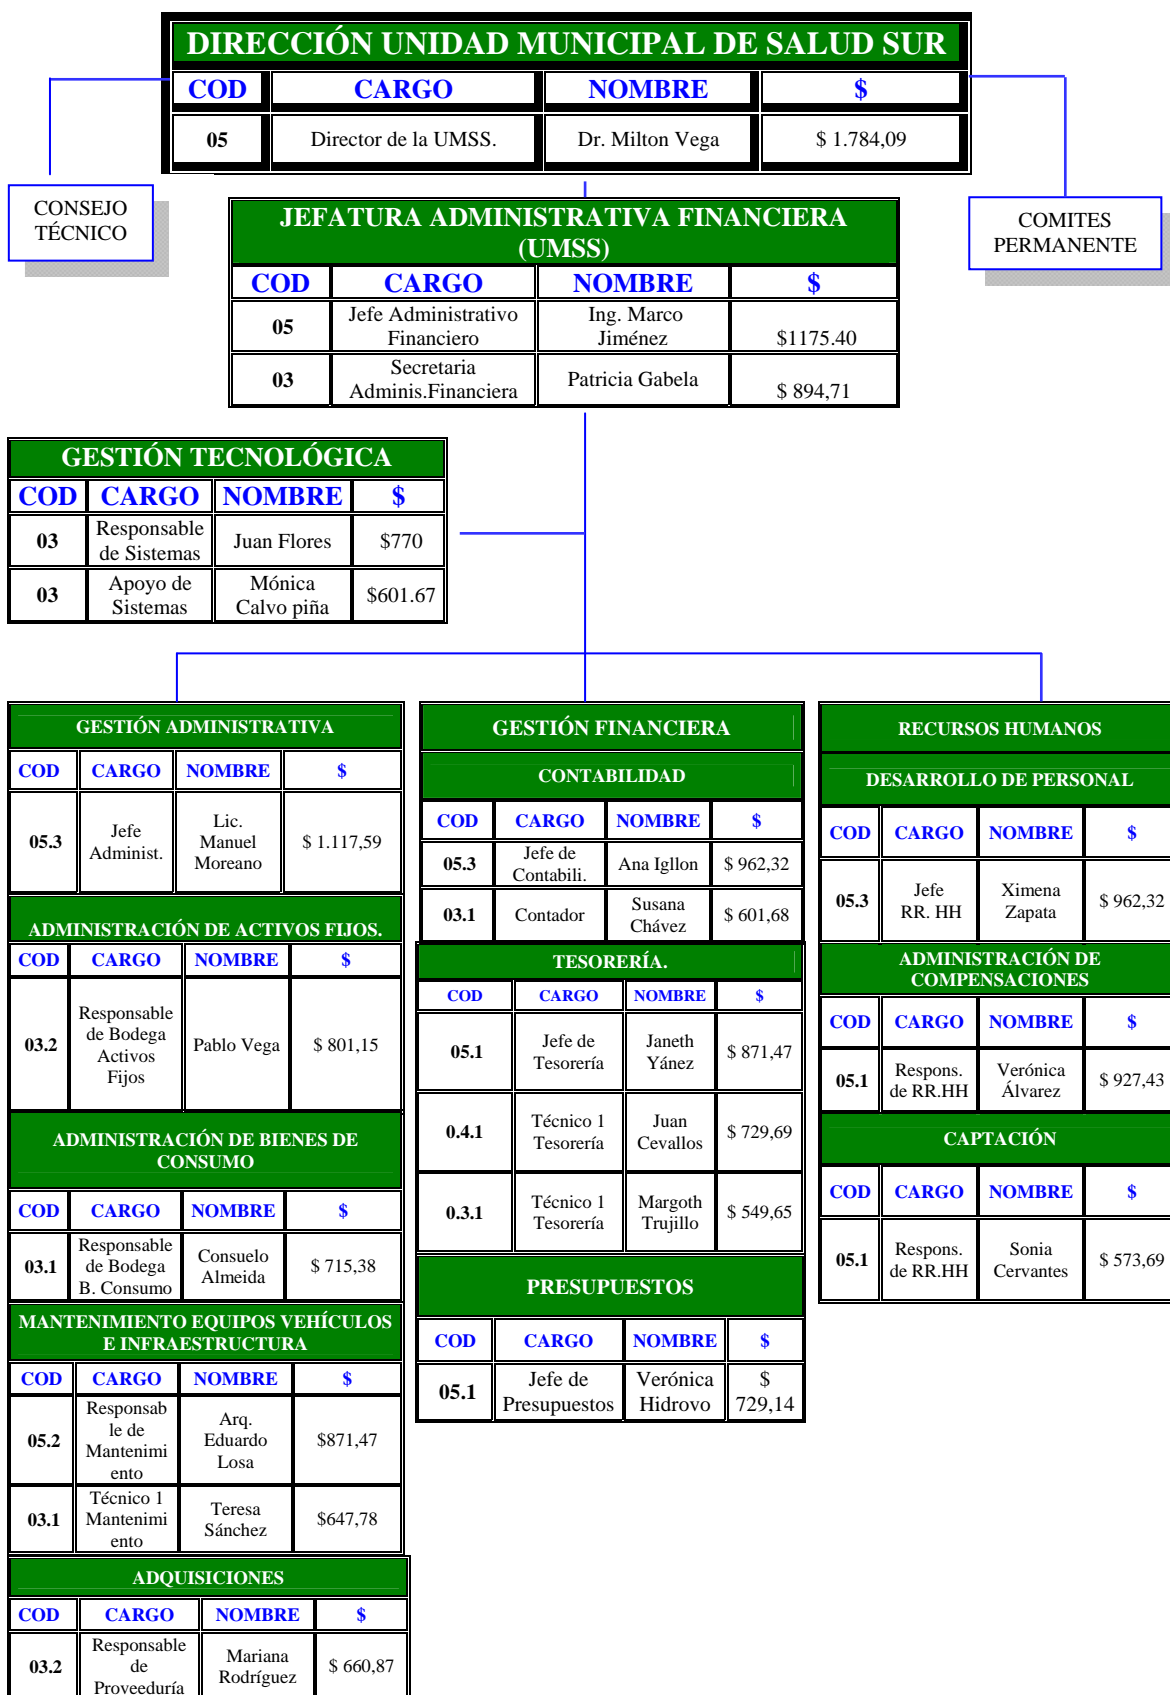 DIRECCIÓN UNIDAD MUNICIPAL DE SALUD SUR
COD CARGO NOMBRE $
05 Director de la UMSS. Dr. Milton Vega $ 1.784,09
CONSEJO
TÉCNICO
COMITES
PERMANENTE
JEFATURA ADMINISTRATIVA FINANCIERA
(UMSS)
COD CARGO NOMBRE $
05 Jefe Administrativo
Financiero Ing. Marco
Jiménez $1175.40
03 Secretaria
Adminis.Financiera Patricia Gabela $ 894,71
GESTIÓN TECNOLÓGICA
COD CARGO NOMBRE $
03 Responsable
de Sistemas Juan Flores $770
03 Apoyo de
Sistemas Mónica
Calvo piña $601.67
GESTIÓN ADMINISTRATIVA
COD CARGO NOMBRE $
05.3 Jefe
Administ. Lic.
Manuel
Moreano $ 1.117,59
ADMINISTRACIÓN DE ACTIVOS FIJOS.
COD CARGO NOMBRE $
03.2 Responsable
de Bodega
Activos
Fijos Pablo Vega $ 801,15
ADMINISTRACIÓN DE BIENES DE
CONSUMO
COD CARGO NOMBRE $
03.1 Responsable
de Bodega
B. Consumo Consuelo
Almeida $ 715,38
MANTENIMIENTO EQUIPOS VEHÍCULOS
E INFRAESTRUCTURA
COD CARGO NOMBRE $
05.2 Responsab
le de
Mantenimi
ento Arq.
Eduardo
Losa $871,47
03.1 Técnico 1
Mantenimi
ento Teresa
Sánchez $647,78
ADQUISICIONES
COD CARGO NOMBRE $
03.2 Responsable
de
Proveeduría Mariana
Rodríguez $ 660,87
GESTIÓN FINANCIERA
CONTABILIDAD
COD CARGO NOMBRE $
05.3 Jefe de
Contabili. Ana Igllon $ 962,32
03.1 Contador Susana
Chávez $ 601,68
TESORERÍA.
COD CARGO NOMBRE $
05.1 Jefe de
Tesorería Janeth
Yánez $ 871,47
0.4.1 Técnico 1
Tesorería Juan
Cevallos $ 729,69
0.3.1 Técnico 1
Tesorería Margoth
Trujillo $ 549,65
PRESUPUESTOS
COD CARGO NOMBRE $
05.1 Jefe de
Presupuestos Verónica
Hidrovo $
729,14
RECURSOS HUMANOS
DESARROLLO DE PERSONAL
COD CARGO NOMBRE $
05.3 Jefe
RR. HH Ximena
Zapata $ 962,32
ADMINISTRACIÓN DE
COMPENSACIONES
COD CARGO NOMBRE $
05.1 Respons.
de RR.HH Verónica
Álvarez $ 927,43
CAPTACIÓN
COD CARGO NOMBRE $
05.1 Respons.
de RR.HH Sonia
Cervantes $ 573,69